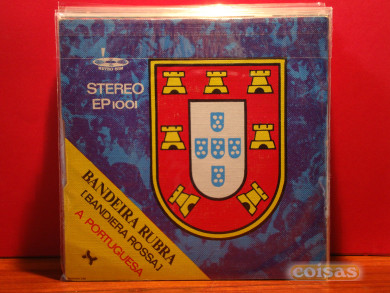 STEREO
EP 1001
BANDEIRA RUBRA
[BANDIERA ROSSA]
A PORTUGUESA
coisas